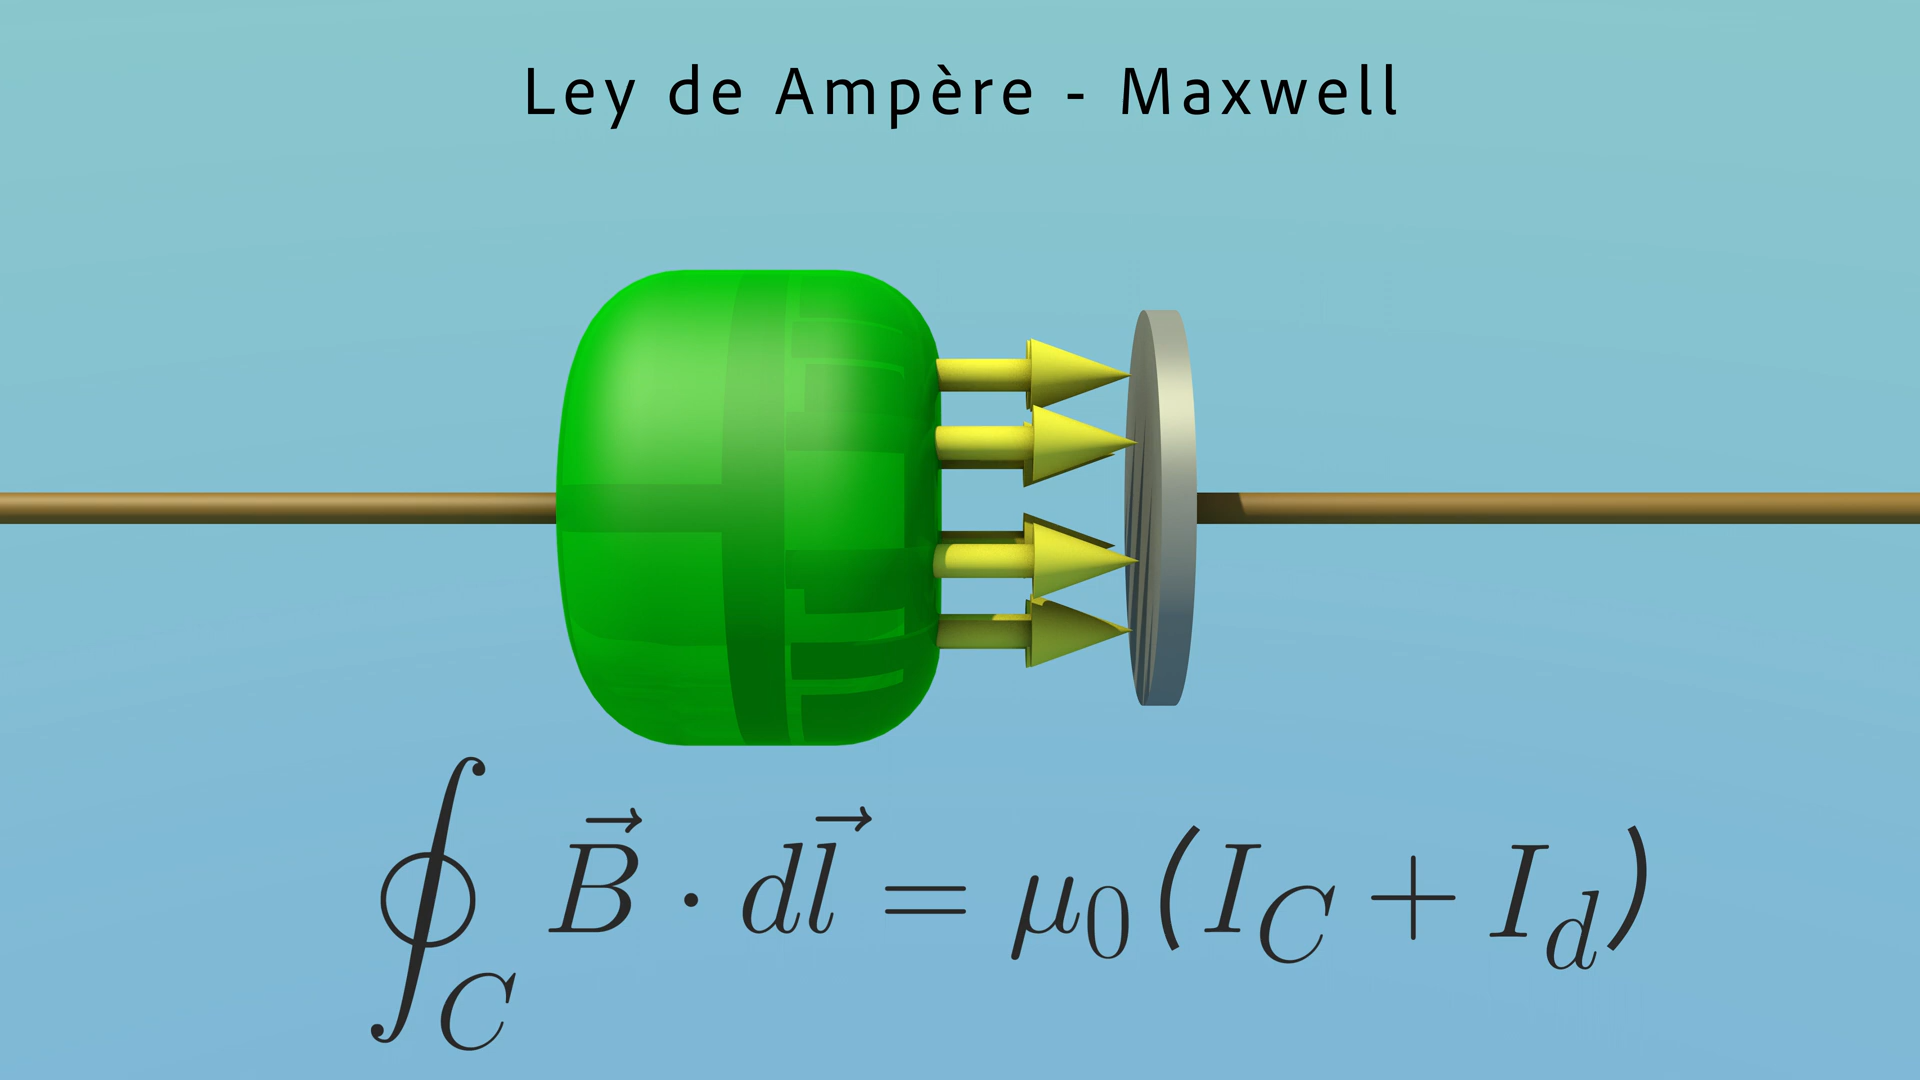 Ley de Ampère - Maxwell
∮_C B⃗ · dl⃗ = μ₀(I_C + I_d)